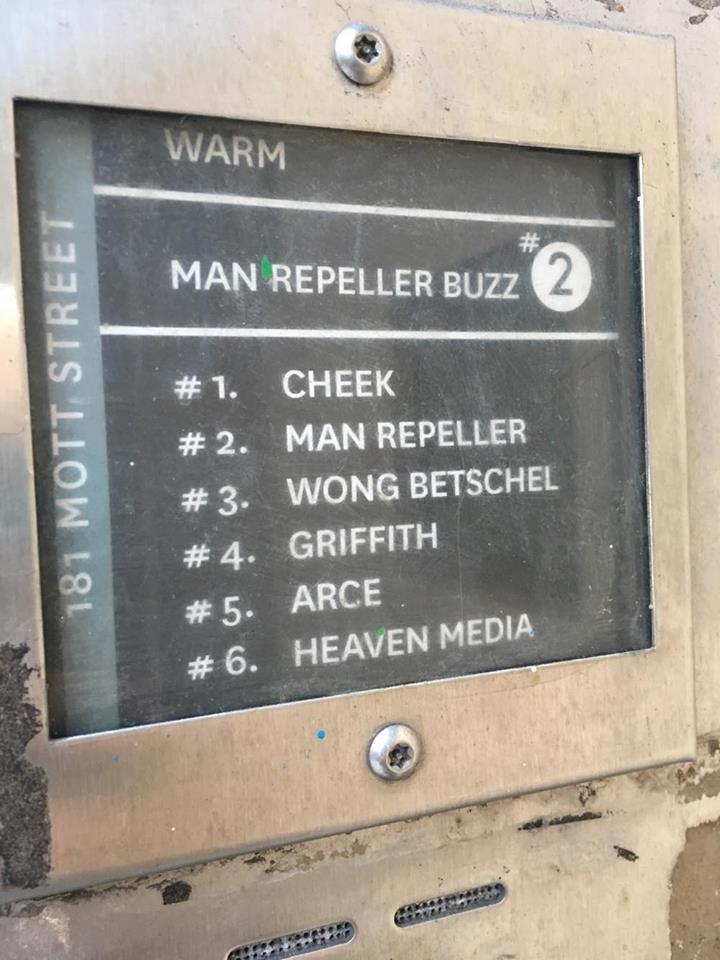 WARM
MAN REPELLER BUZZ #2
#1. CHEEK
#2. MAN REPELLER
#3. WONG BETSCHEL
#4. GRIFFITH
#5. ARCE
#6. HEAVEN MEDIA
181 MOTT STREET